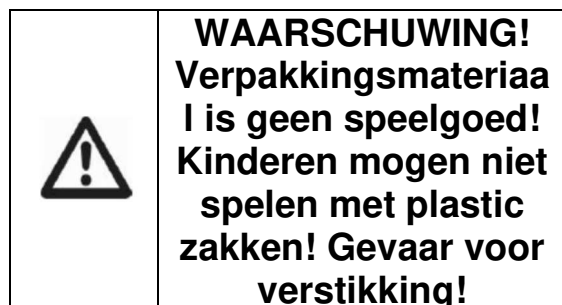 WAARSCHUWING!
Verpakkingsmateriaa
l is geen speelgoed!
Kinderen mogen niet
spelen met plastic
zakken! Gevaar voor
verstikking!